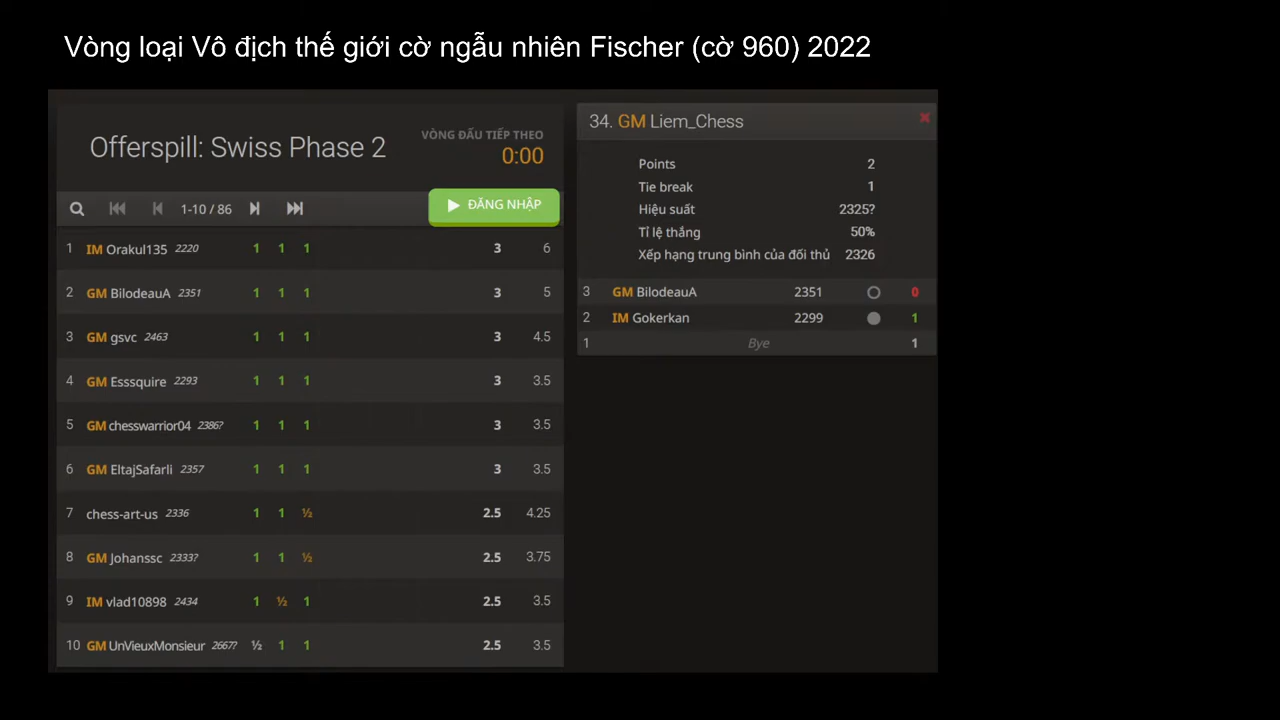 Vòng loại Vô địch thế giới cờ ngẫu nhiên Fischer (cờ 960) 2022
Offerspill: Swiss Phase 2
VÒNG ĐẤU TIẾP THEO
0:00
1-10 / 86
ĐĂNG NHẬP
1 IM Orakul135 2220 1 1 1 3 6
2 GM BilodeauA 2351 1 1 1 3 5
3 GM gsvc 2463 1 1 1 3 4.5
4 GM Esssquire 2293 1 1 1 3 3.5
5 GM chesswarrior04 2386? 1 1 1 3 3.5
6 GM EltajSafarli 2357 1 1 1 3 3.5
7 chess-art-us 2336 1 1 ½ 2.5 4.25
8 GM Johanssc 2333? 1 1 ½ 2.5 3.75
9 IM vlad10898 2434 1 ½ 1 2.5 3.5
10 GM UnVieuxMonsieur 2667? ½ 1 1 2.5 3.5
34. GM Liem_Chess
Points 2
Tie break 1
Hiệu suất 2325?
Tỉ lệ thắng 50%
Xếp hạng trung bình của đối thủ 2326
3 GM BilodeauA 2351 0
2 IM Gokerkan 2299 1
1 Bye 1